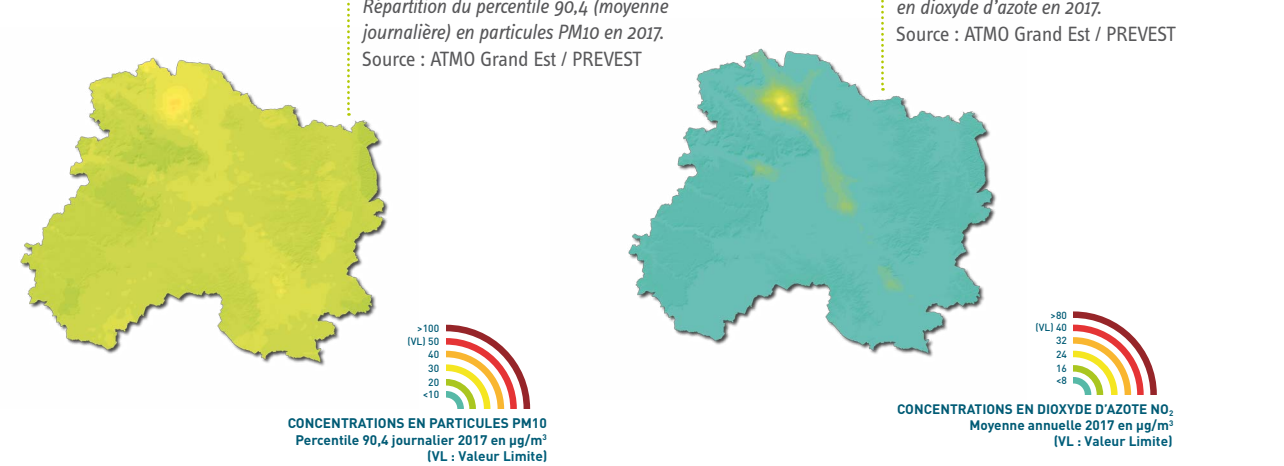 Répartition du percentile 90,4 (moyenne
journalière) en particules PM10 en 2017.
Source : ATMO Grand Est / PREVEST
en dioxyde d'azote en 2017.
Source : ATMO Grand Est / PREVEST
>100
(VL) 50
40
30
20
<10
CONCENTRATIONS EN PARTICULES PM10
Percentile 90,4 journalier 2017 en µg/m³
(VL : Valeur Limite)
>80
(VL) 40
32
24
16
<8
CONCENTRATIONS EN DIOXYDE D'AZOTE NO₂
Moyenne annuelle 2017 en µg/m³
(VL : Valeur Limite)